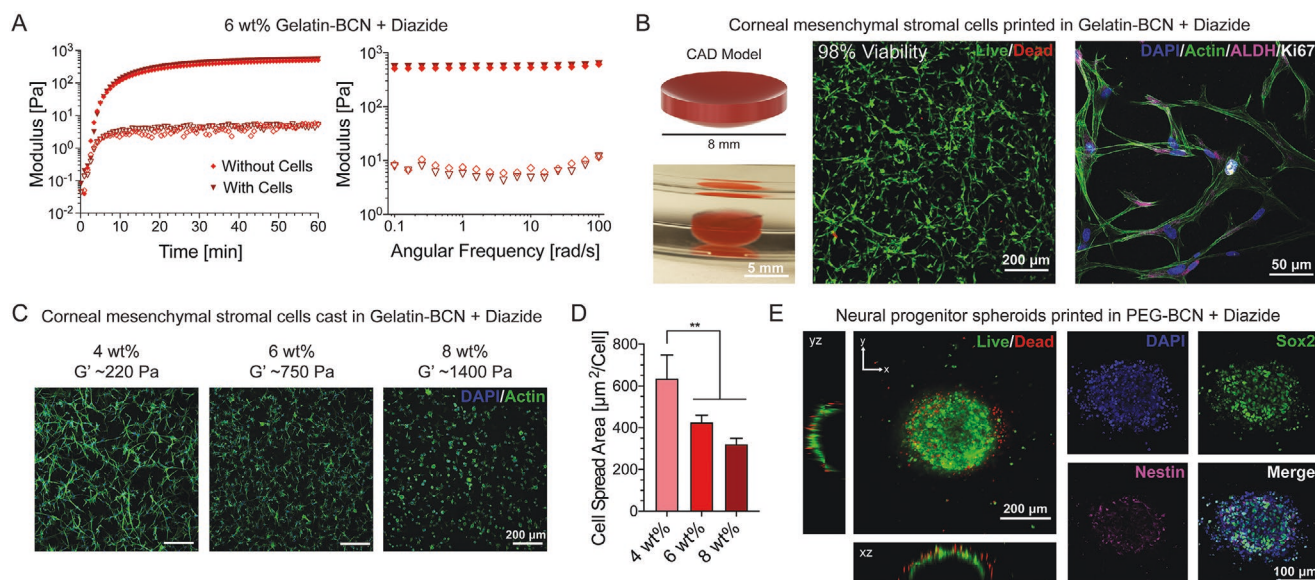 A
6 wt% Gelatin-BCN + Diazide
Modulus [Pa]
10³
10²
10¹
10⁰
10⁻¹
10⁻²
0 10 20 30 40 50 60
Time [min]
Without Cells
With Cells
Modulus [Pa]
10³
10²
10¹
10⁰
0.1 1 10 100
Angular Frequency [rad/s]
B
Corneal mesenchymal stromal cells printed in Gelatin-BCN + Diazide
CAD Model
8 mm
5 mm
98% Viability
Live/Dead
200 µm
DAPI/Actin/ALDH/Ki67
50 µm
C
Corneal mesenchymal stromal cells cast in Gelatin-BCN + Diazide
4 wt%
G' ~220 Pa
6 wt%
G' ~750 Pa
8 wt%
G' ~1400 Pa
DAPI/Actin
200 µm
D
Cell Spread Area [µm²/Cell]
800
600
400
200
0
**
4 wt%
6 wt%
8 wt%
E
Neural progenitor spheroids printed in PEG-BCN + Diazide
yz
y
x
Live/Dead
200 µm
xz
DAPI
Sox2
Nestin
Merge
100 µm